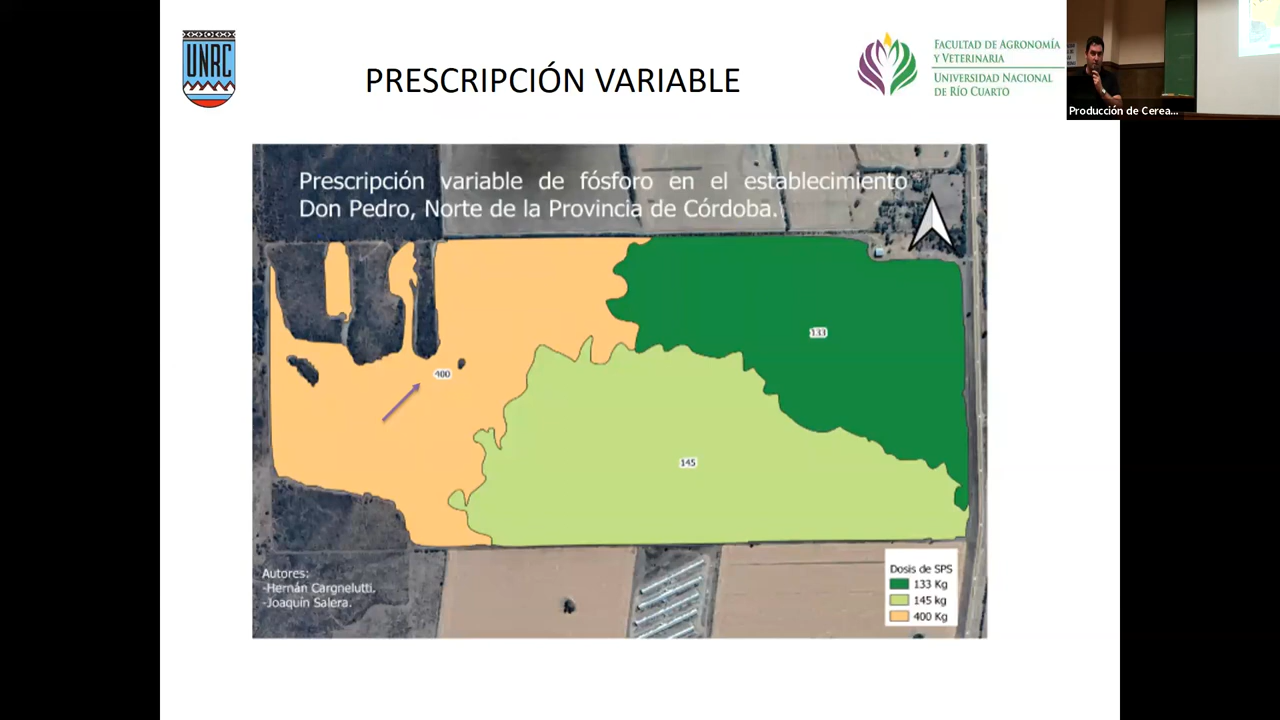 UNRC
PRESCRIPCIÓN VARIABLE
FACULTAD DE AGRONOMÍA
Y VETERINARIA
UNIVERSIDAD NACIONAL
DE RÍO CUARTO
Producción de Cerea...
Prescripción variable de fósforo en el establecimiento
Don Pedro, Norte de la Provincia de Córdoba.
133
400
145
Autores:
-Hernán Cargnelutti.
-Joaquín Salera.
Dosis de SPS
133 Kg
145 kg
400 Kg